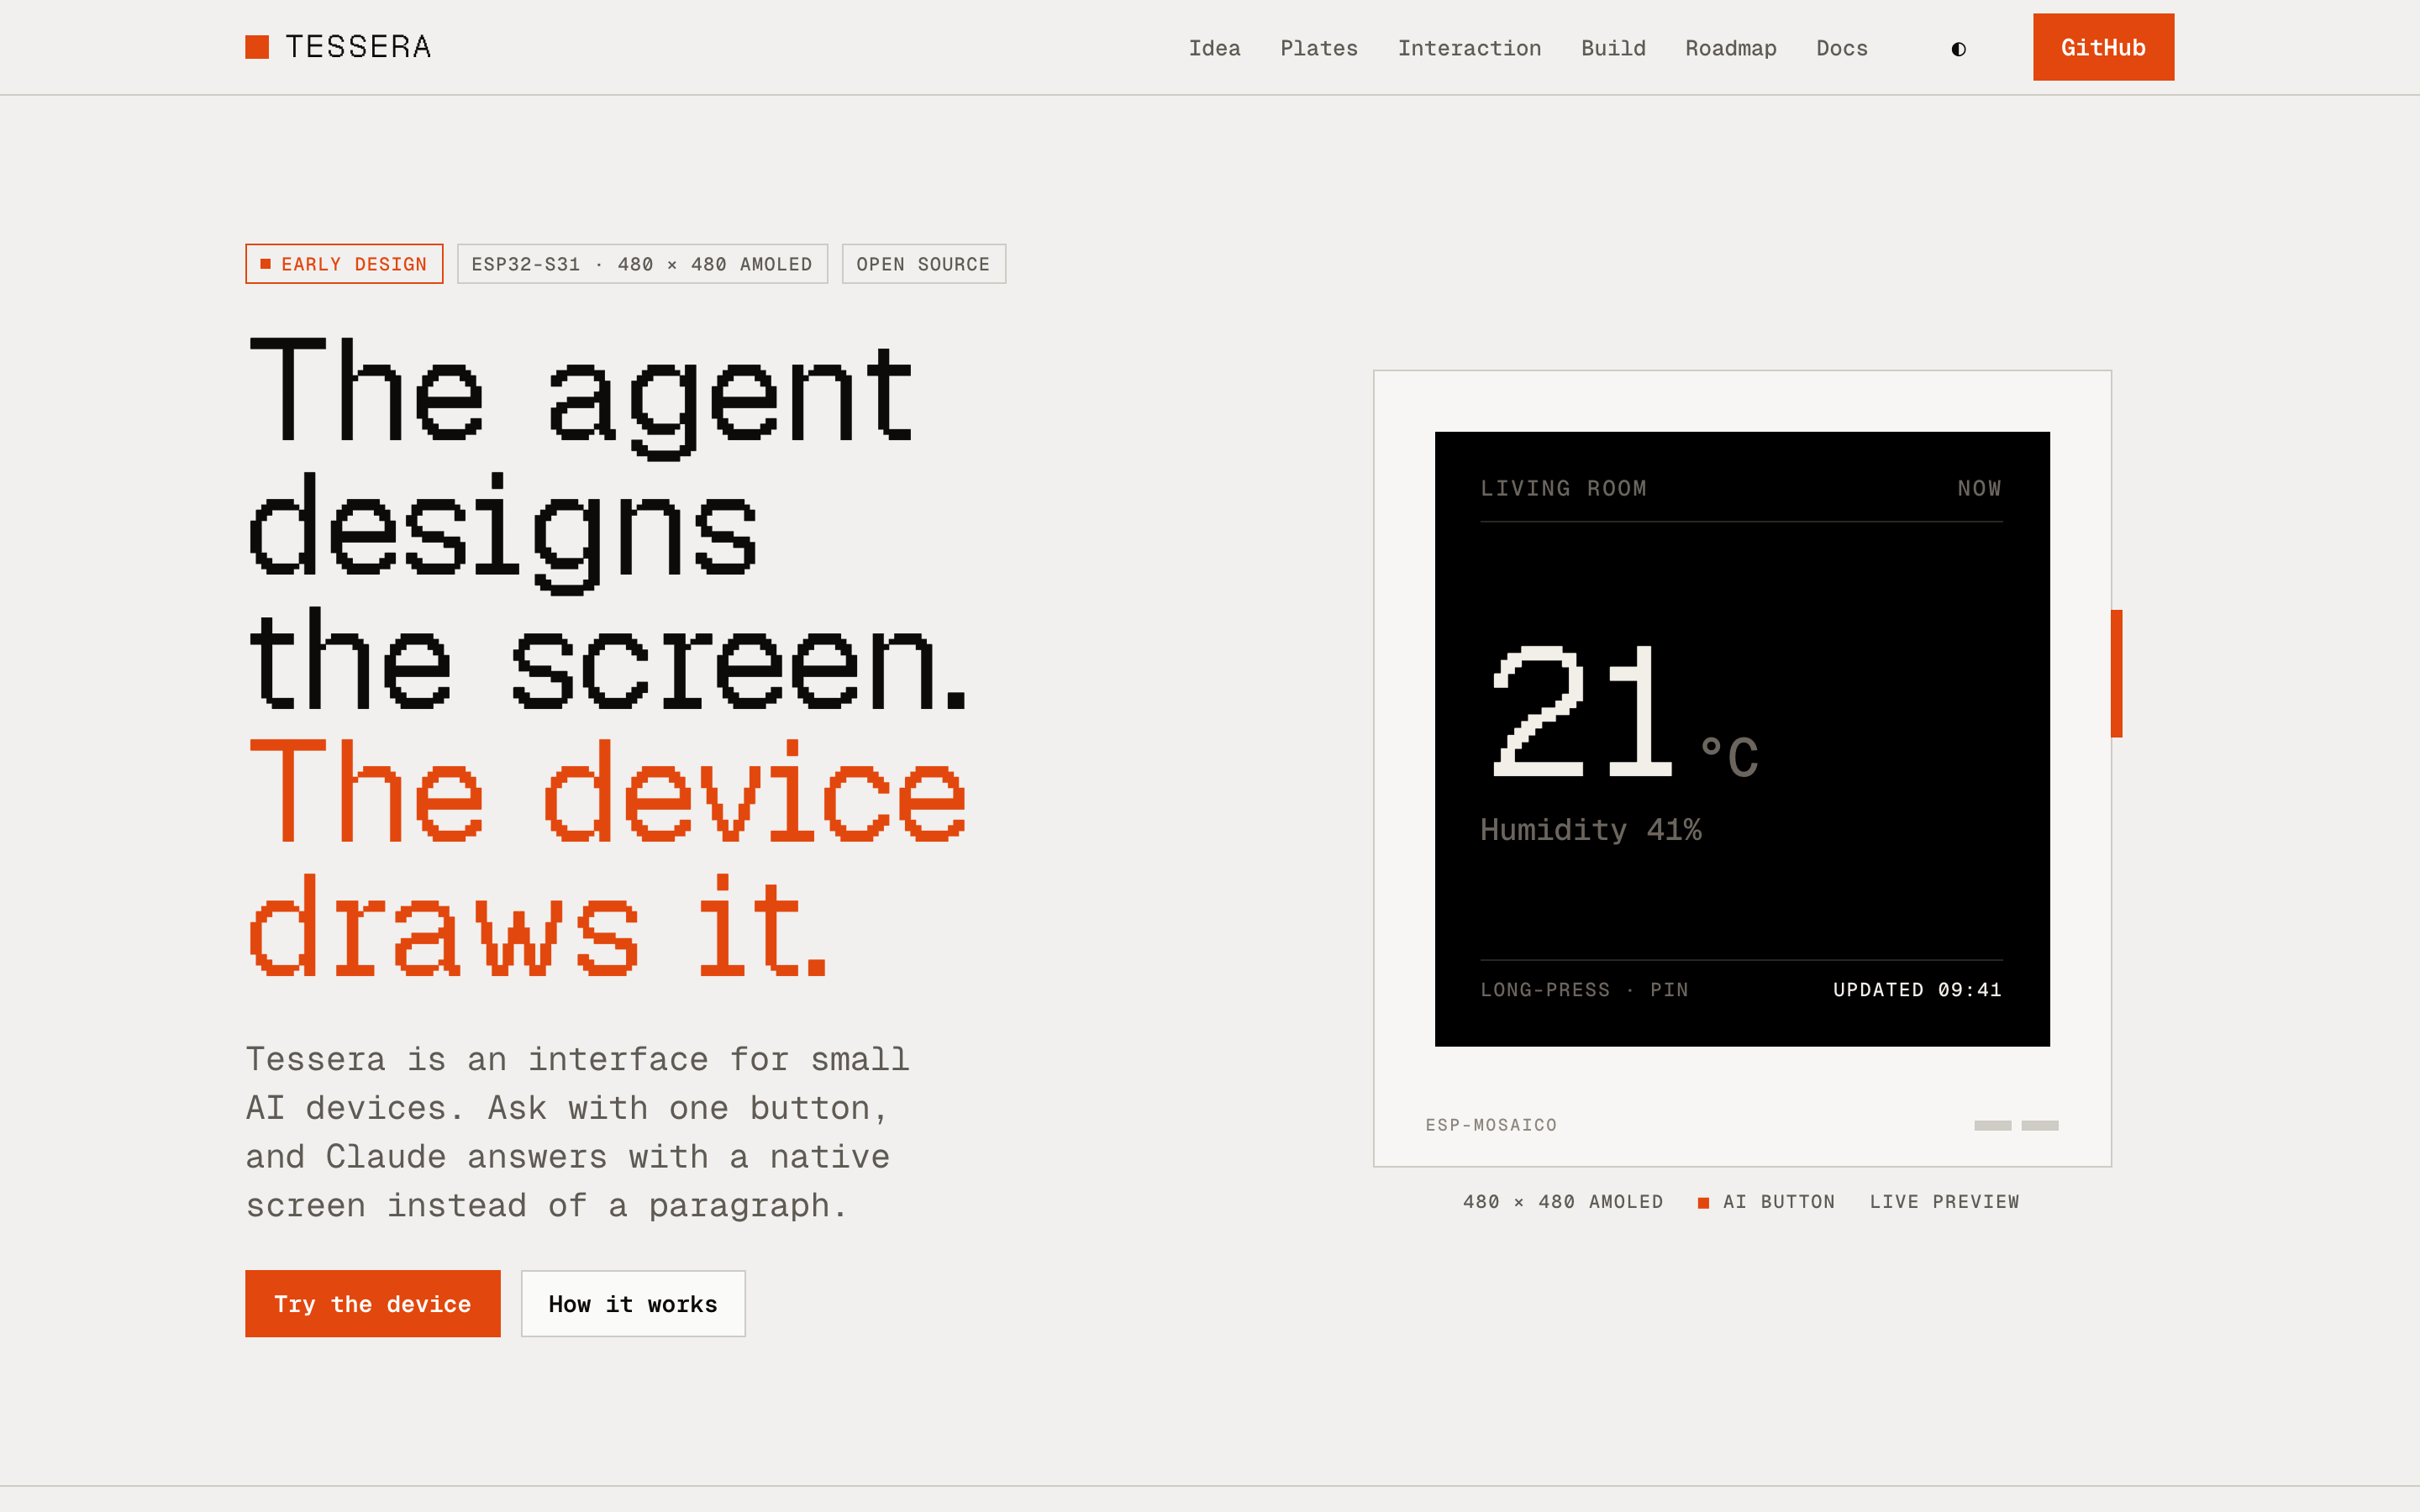 TESSERA
Idea Plates Interaction Build Roadmap Docs GitHub
EARLY DESIGN
ESP32-S31 · 480 × 480 AMOLED
OPEN SOURCE
The agent
designs
the screen.
The device
draws it.
Tessera is an interface for small
AI devices. Ask with one button,
and Claude answers with a native
screen instead of a paragraph.
Try the device
How it works
LIVING ROOM NOW
21 °C
Humidity 41%
LONG-PRESS · PIN UPDATED 09:41
ESP-MOSAICO
480 × 480 AMOLED AI BUTTON LIVE PREVIEW